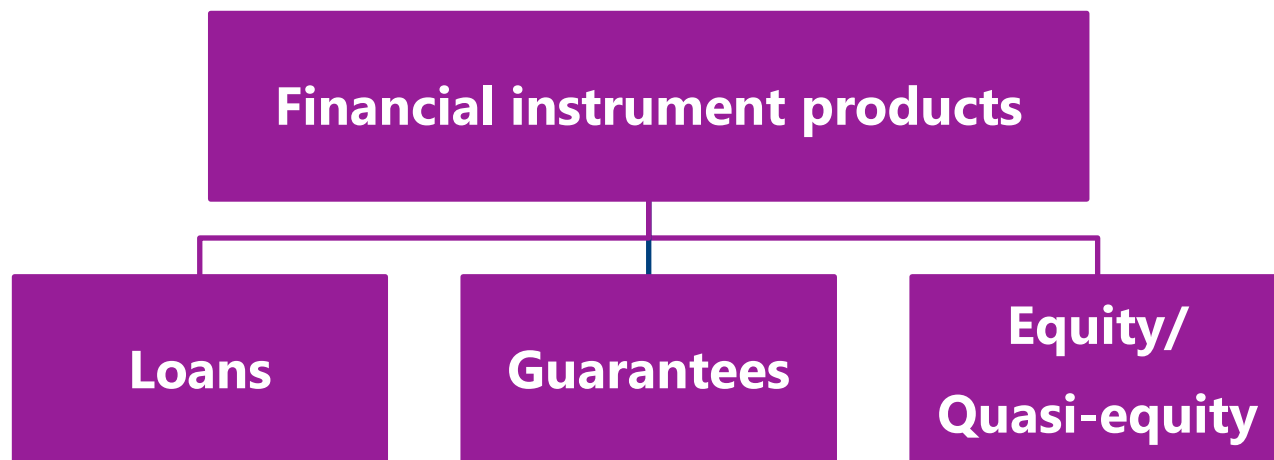 Financial instrument products
Loans
Guarantees
Equity/
Quasi-equity